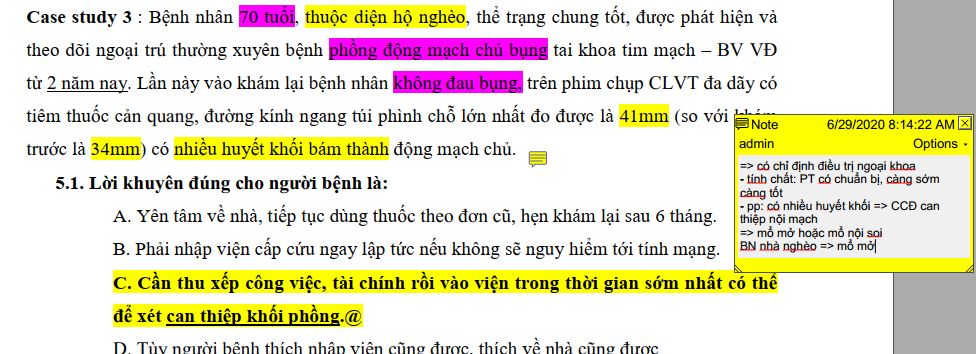 Case study 3 : Bệnh nhân 70 tuổi, thuộc diện hộ nghèo, thể trạng chung tốt, được phát hiện và
theo dõi ngoại trú thường xuyên bệnh phồng động mạch chủ bụng tai khoa tim mạch – BV VĐ
từ 2 năm nay. Lần này vào khám lại bệnh nhân không đau bụng, trên phim chụp CLVT đa dãy có
tiêm thuốc cản quang, đường kính ngang túi phình chỗ lớn nhất đo được là 41mm (so với khám
trước là 34mm) có nhiều huyết khối bám thành động mạch chủ.
5.1. Lời khuyên đúng cho người bệnh là:
A. Yên tâm về nhà, tiếp tục dùng thuốc theo đơn cũ, hẹn khám lại sau 6 tháng.
B. Phải nhập viện cấp cứu ngay lập tức nếu không sẽ nguy hiểm tới tính mạng.
C. Cần thu xếp công việc, tài chính rồi vào viện trong thời gian sớm nhất có thể
để xét can thiệp khối phồng.@
D. Tùy người bệnh thích nhập viện cũng được, thích về nhà cũng được
Note 6/29/2020 8:14:22 AM
admin Options
=> có chỉ định điều trị ngoại khoa
- tính chất: PT có chuẩn bị, càng sớm
càng tốt
- pp: có nhiều huyết khối => CCĐ can
thiệp nội mạch
=> mổ mở hoặc mổ nội soi
BN nhà nghèo => mổ mở